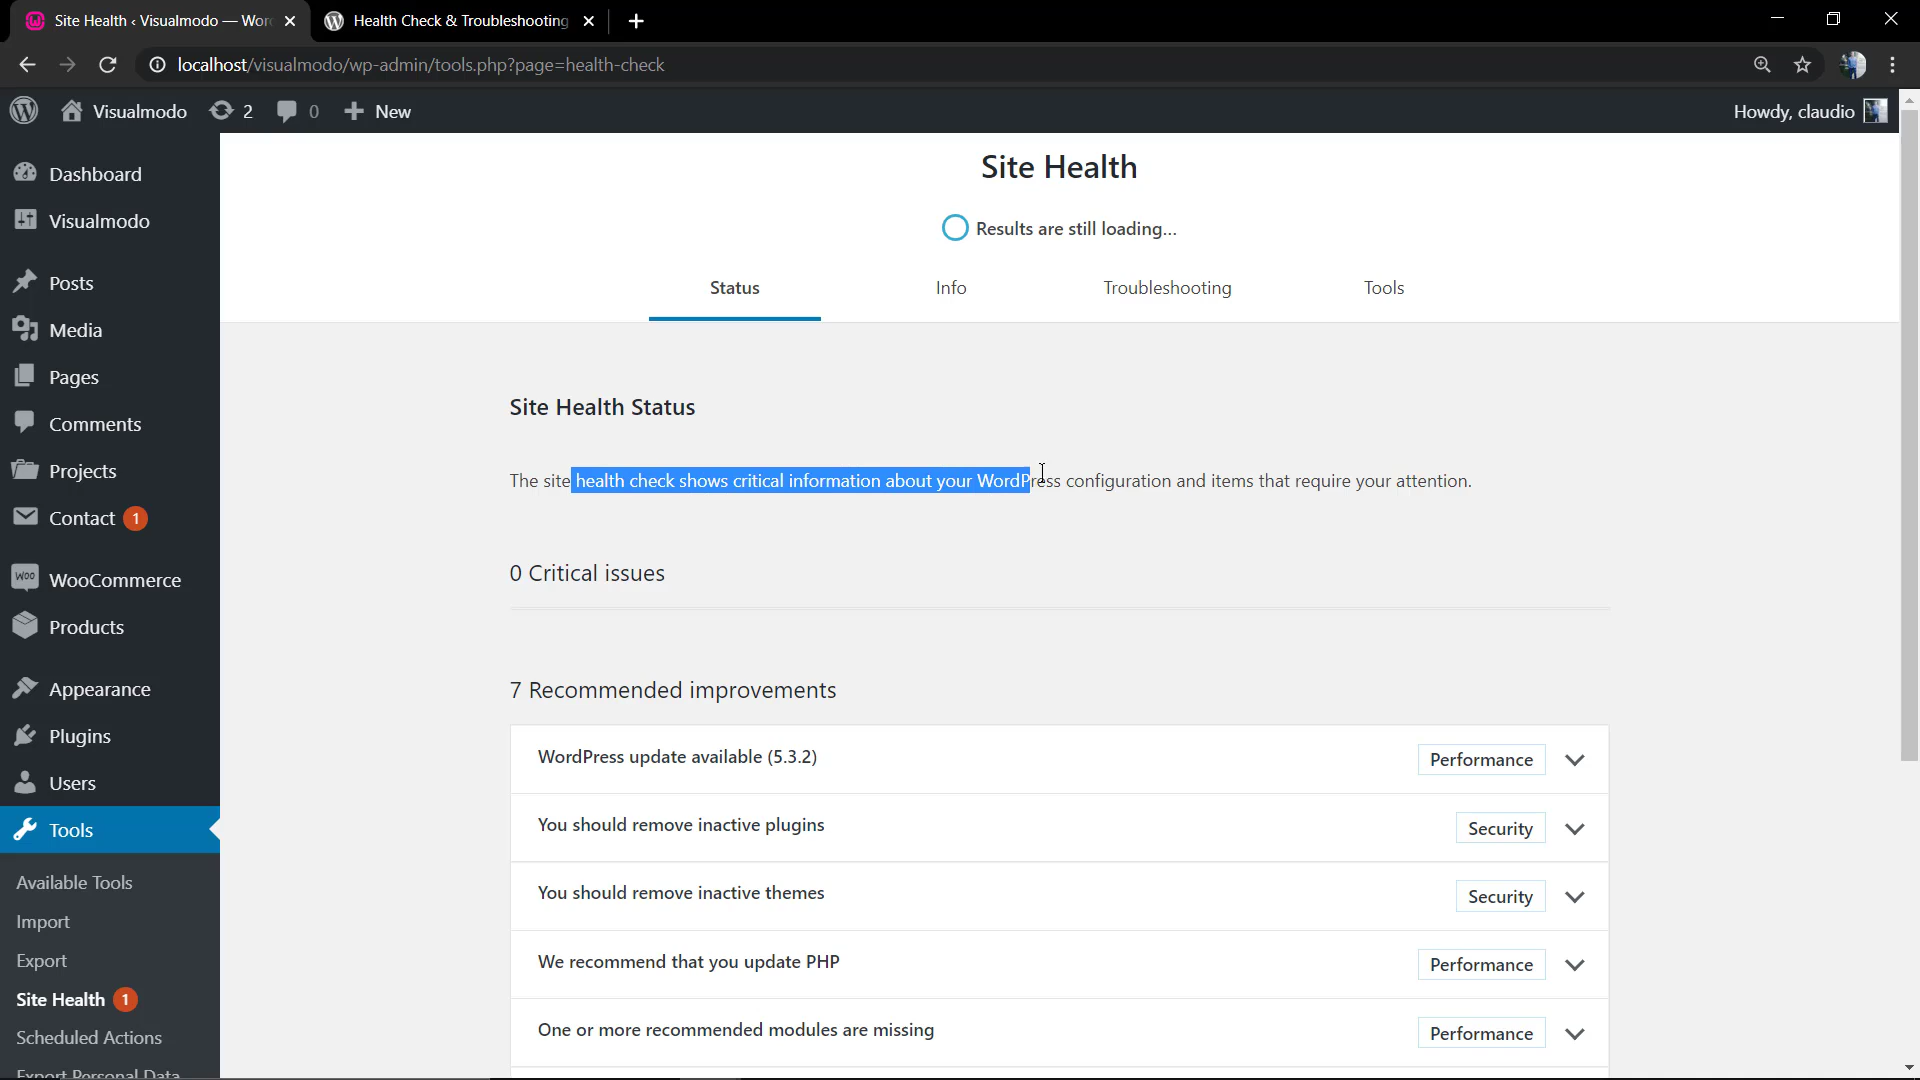 Site Health ‹ Visualmodo — Wor
Health Check & Troubleshooting
localhost/visualmodo/wp-admin/tools.php?page=health-check
Visualmodo
2
0
New
Howdy, claudio
Dashboard
Visualmodo
Posts
Media
Pages
Comments
Projects
Contact 1
WOO WooCommerce
Products
Appearance
Plugins
Users
Tools
Available Tools
Import
Export
Site Health 1
Scheduled Actions
Export Personal Data
Site Health
Results are still loading...
Status
Info
Troubleshooting
Tools
Site Health Status
The site health check shows critical information about your WordPress configuration and items that require your attention.
0 Critical issues
7 Recommended improvements
WordPress update available (5.3.2) Performance
You should remove inactive plugins Security
You should remove inactive themes Security
We recommend that you update PHP Performance
One or more recommended modules are missing Performance